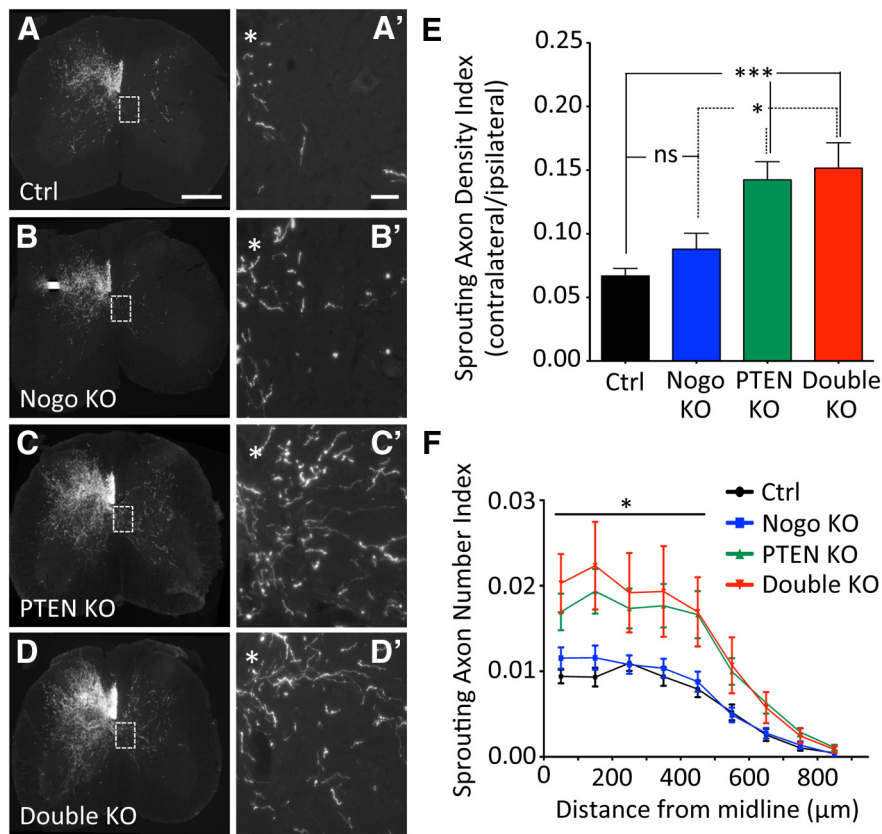 A
A'
*
Ctrl
B
B'
*
Nogo KO
C
C'
*
PTEN KO
D
D'
*
Double KO
E
Sprouting Axon Density Index
(contralateral/ipsilateral)
0.25
0.20
0.15
0.10
0.05
0.00
***
*
ns
Ctrl
Nogo
KO
PTEN
KO
Double
KO
F
Sprouting Axon Number Index
0.03
0.02
0.01
0.00
*
Ctrl
Nogo KO
PTEN KO
Double KO
0 200 400 600 800
Distance from midline (μm)